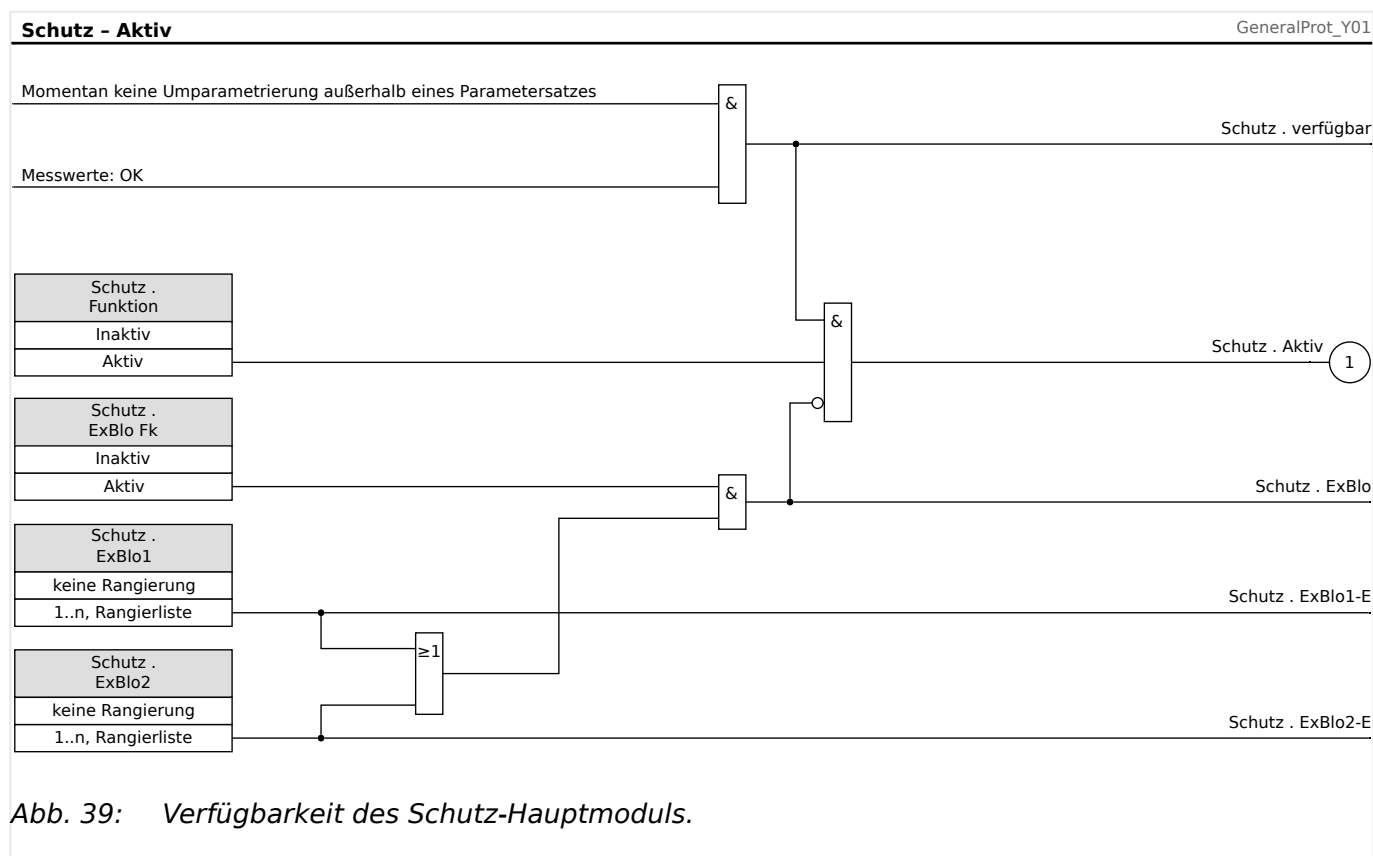 Schutz – Aktiv
GeneralProt_Y01
Momentan keine Umparametrierung außerhalb eines Parametersatzes
&
Schutz . verfügbar
Messwerte: OK
Schutz .
Funktion
Inaktiv
Aktiv
&
Schutz . Aktiv
1
Schutz .
ExBlo Fk
Inaktiv
Aktiv
&
Schutz . ExBlo
Schutz .
ExBlo1
keine Rangierung
1..n, Rangierliste
Schutz . ExBlo1-E
≥1
Schutz .
ExBlo2
keine Rangierung
1..n, Rangierliste
Schutz . ExBlo2-E
Abb. 39: Verfügbarkeit des Schutz-Hauptmoduls.